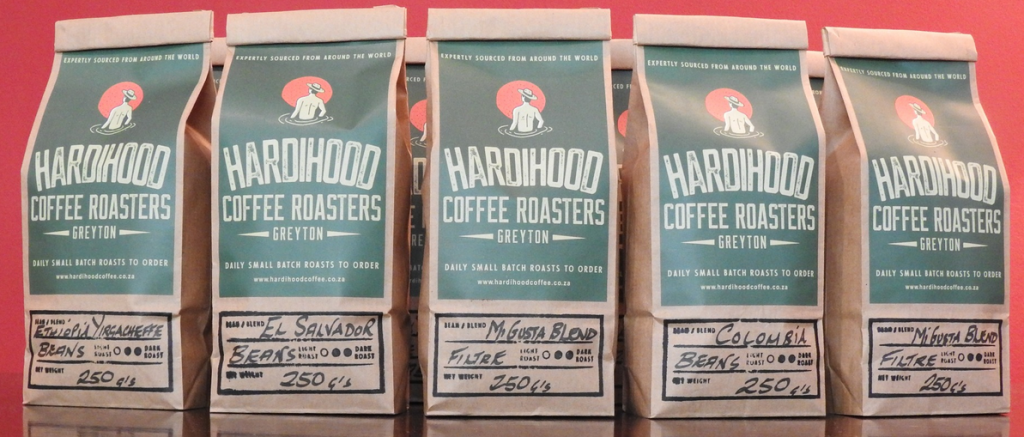 EXPERTLY SOURCED FROM AROUND THE WORLD
HARDIHOOD
COFFEE ROASTERS
GREYTON
DAILY SMALL BATCH ROASTS TO ORDER
www.hardihoodcoffee.co.za
BEAN / BLEND
ETHIOPIA YIRGACHEFFE
BEANS LIGHT ROAST DARK ROAST
NET WEIGHT
250 g's
EXPERTLY SOURCED FROM AROUND THE WORLD
HARDIHOOD
COFFEE ROASTERS
GREYTON
DAILY SMALL BATCH ROASTS TO ORDER
www.hardihoodcoffee.co.za
BEAN / BLEND
EL SALVADOR
BEANS LIGHT ROAST DARK ROAST
NET WEIGHT
250 g's
EXPERTLY SOURCED FROM AROUND THE WORLD
HARDIHOOD
COFFEE ROASTERS
GREYTON
DAILY SMALL BATCH ROASTS TO ORDER
www.hardihoodcoffee.co.za
BEAN / BLEND
MIGUSTA BLEND
FILTRE LIGHT ROAST DARK ROAST
NET WEIGHT
250 g's
EXPERTLY SOURCED FROM AROUND THE WORLD
HARDIHOOD
COFFEE ROASTERS
GREYTON
DAILY SMALL BATCH ROASTS TO ORDER
www.hardihoodcoffee.co.za
BEAN / BLEND
COLOMBIA
BEANS LIGHT ROAST DARK ROAST
NET WEIGHT
250 g's
EXPERTLY SOURCED FROM AROUND THE WORLD
HARDIHOOD
COFFEE ROASTERS
GREYTON
DAILY SMALL BATCH ROASTS TO ORDER
www.hardihoodcoffee.co.za
BEAN / BLEND
MIGUSTA BLEND
FILTRE LIGHT ROAST DARK ROAST
NET WEIGHT
250 g's